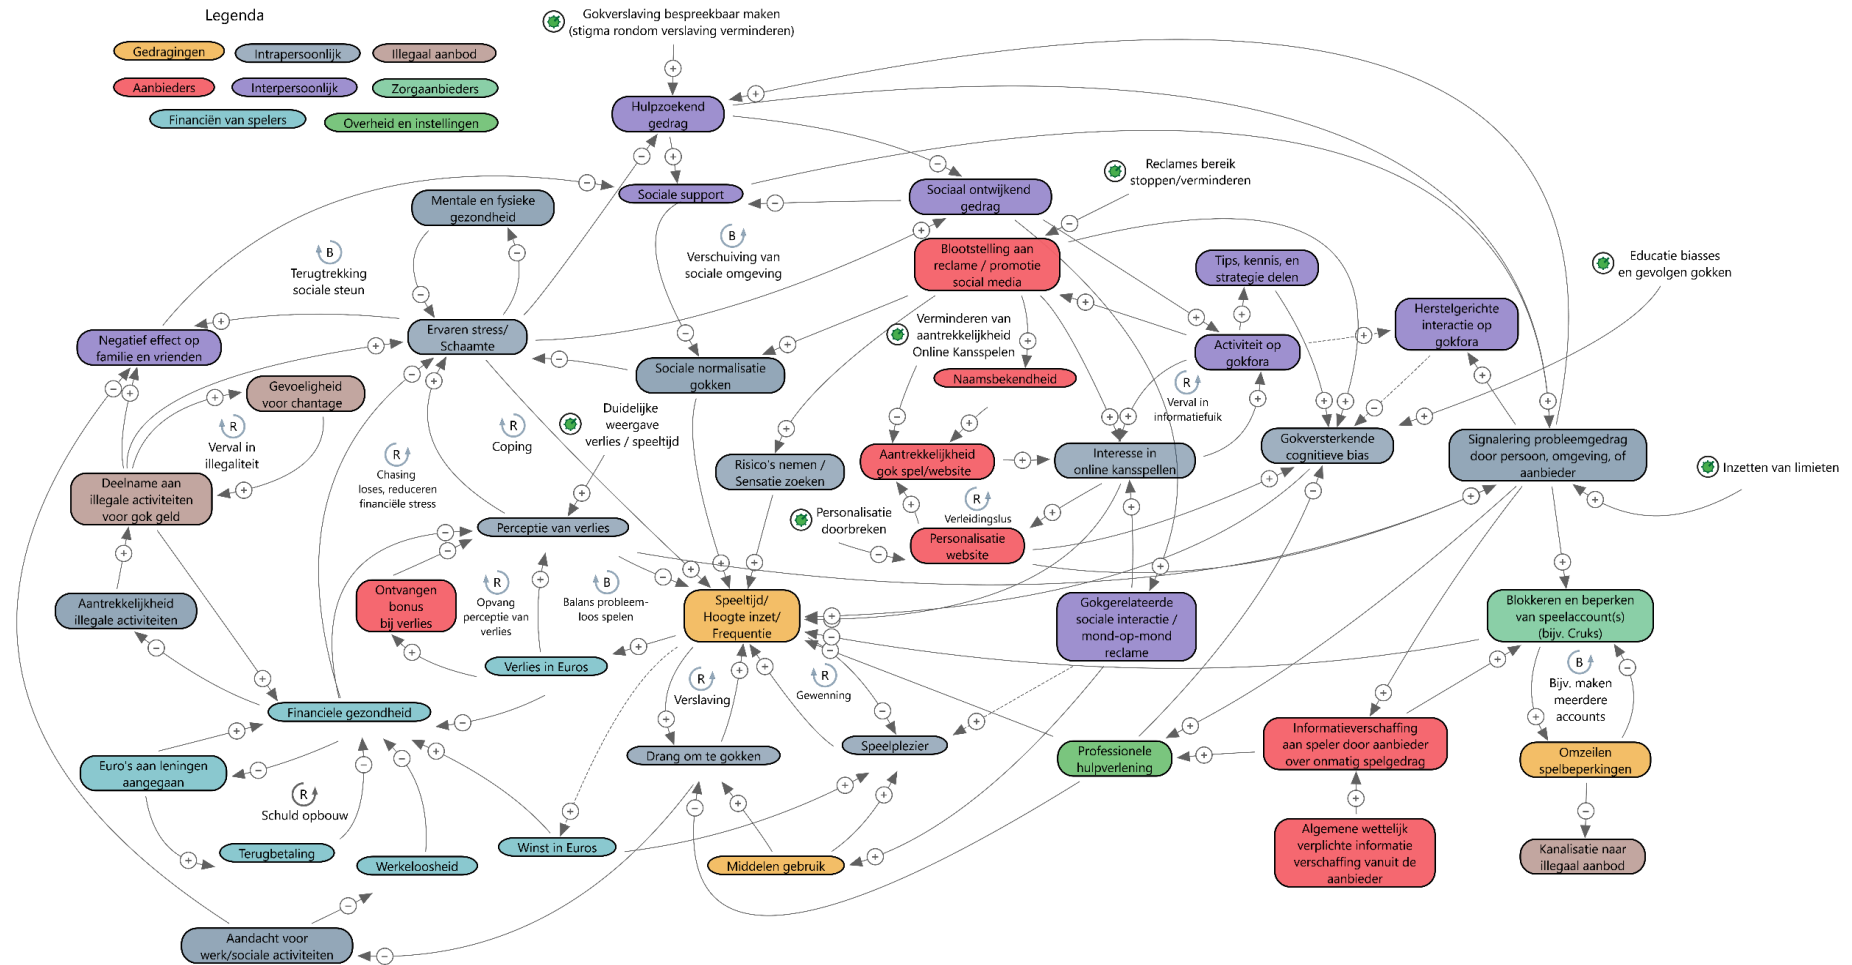 Legenda
Gedragingen
Intrapersoonlijk
Illegaal aanbod
Aanbieders
Interpersoonlijk
Zorgaanbieders
Financiën van spelers
Overheid en instellingen
Gokverslaving bespreekbaar maken
(stigma rondom verslaving verminderen)
Hulpzoekend
gedrag
Sociale support
Mentale en fysieke
gezondheid
Sociaal ontwijkend
gedrag
Reclames bereik
stoppen/verminderen
B
Terugtrekking
sociale steun
B
Verschuiving van
sociale omgeving
Blootstelling aan
reclame / promotie
social media
Tips, kennis, en
strategie delen
Educatie biasses
en gevolgen gokken
Negatief effect op
familie en vrienden
Ervaren stress/
Schaamte
Verminderen van
aantrekkelijkheid
Online Kansspelen
Activiteit op
gokfora
Herstelgerichte
interactie op
gokfora
Gevoeligheid
voor chantage
Sociale normalisatie
gokken
Naamsbekendheid
R
Verval in
informatiefuik
R
Verval in
illegaliteit
R
Coping
Duidelijke
weergave
verlies / speeltijd
Aantrekkelijkheid
gok spel/website
Interesse in
online kansspelen
Gokversterkende
cognitieve bias
Signalering probleemgedrag
door persoon, omgeving, of
aanbieder
Inzetten van limieten
R
Chasing
loses, reduceren
financiële stress
Risico's nemen /
Sensatie zoeken
Deelname aan
illegale activiteiten
voor gok geld
Perceptie van verlies
Personalisatie
doorbreken
R
Verleidingslus
Personalisatie
website
Aantrekkelijkheid
illegale activiteiten
Ontvangen
bonus
bij verlies
R
Opvang
perceptie van
verlies
B
Balans probleem-
loos spelen
Speeltijd/
Hoogte inzet/
Frequentie
Gokgerelateerde
sociale interactie /
mond-op-mond
reclame
Blokkeren en beperken
van speelaccount(s)
(bijv. Cruks)
Verlies in Euros
R
Verslaving
R
Gewenning
B
Bijv. maken
meerdere
accounts
Financiele gezondheid
Drang om te gokken
Speelplezier
Professionele
hulpverlening
Informatieverschaffing
aan speler door aanbieder
over onmatig spelgedrag
Omzeilen
spelbeperkingen
Euro's aan leningen
aangegaan
R
Schuld opbouw
Terugbetaling
Werkeloosheid
Winst in Euros
Middelen gebruik
Algemene wettelijk
verplichte informatie
verschaffing vanuit de
aanbieder
Kanalisatie naar
illegaal aanbod
Aandacht voor
werk/sociale activiteiten